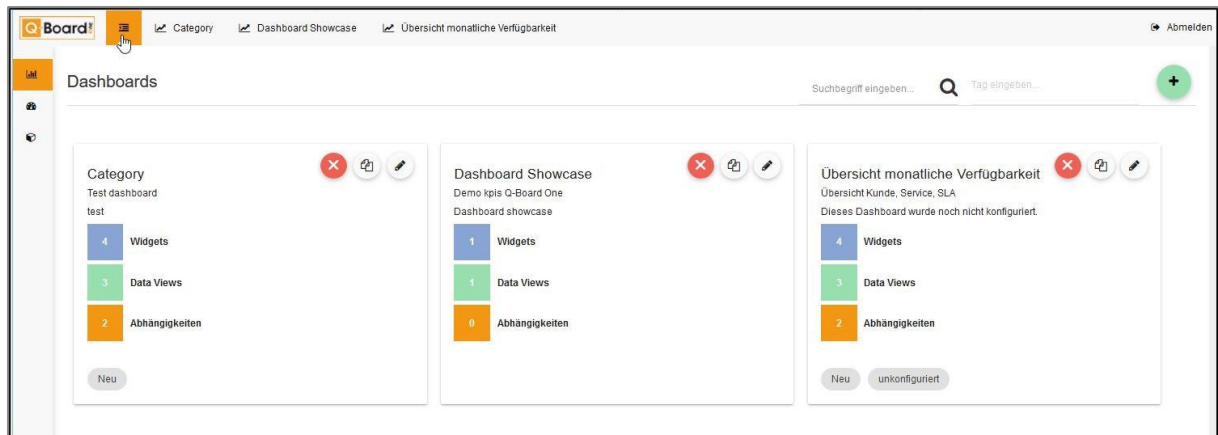 Q-Board One
Category
Dashboard Showcase
Übersicht monatliche Verfügbarkeit
Abmelden
Dashboards
Suchbegriff eingeben...
Tag eingeben...
Category
Test dashboard
test
4 Widgets
3 Data Views
2 Abhängigkeiten
Neu
Dashboard Showcase
Demo kpis Q-Board One
Dashboard showcase
1 Widgets
1 Data Views
0 Abhängigkeiten
Übersicht monatliche Verfügbarkeit
Übersicht Kunde, Service, SLA
Dieses Dashboard wurde noch nicht konfiguriert.
4 Widgets
3 Data Views
2 Abhängigkeiten
Neu
unkonfiguriert